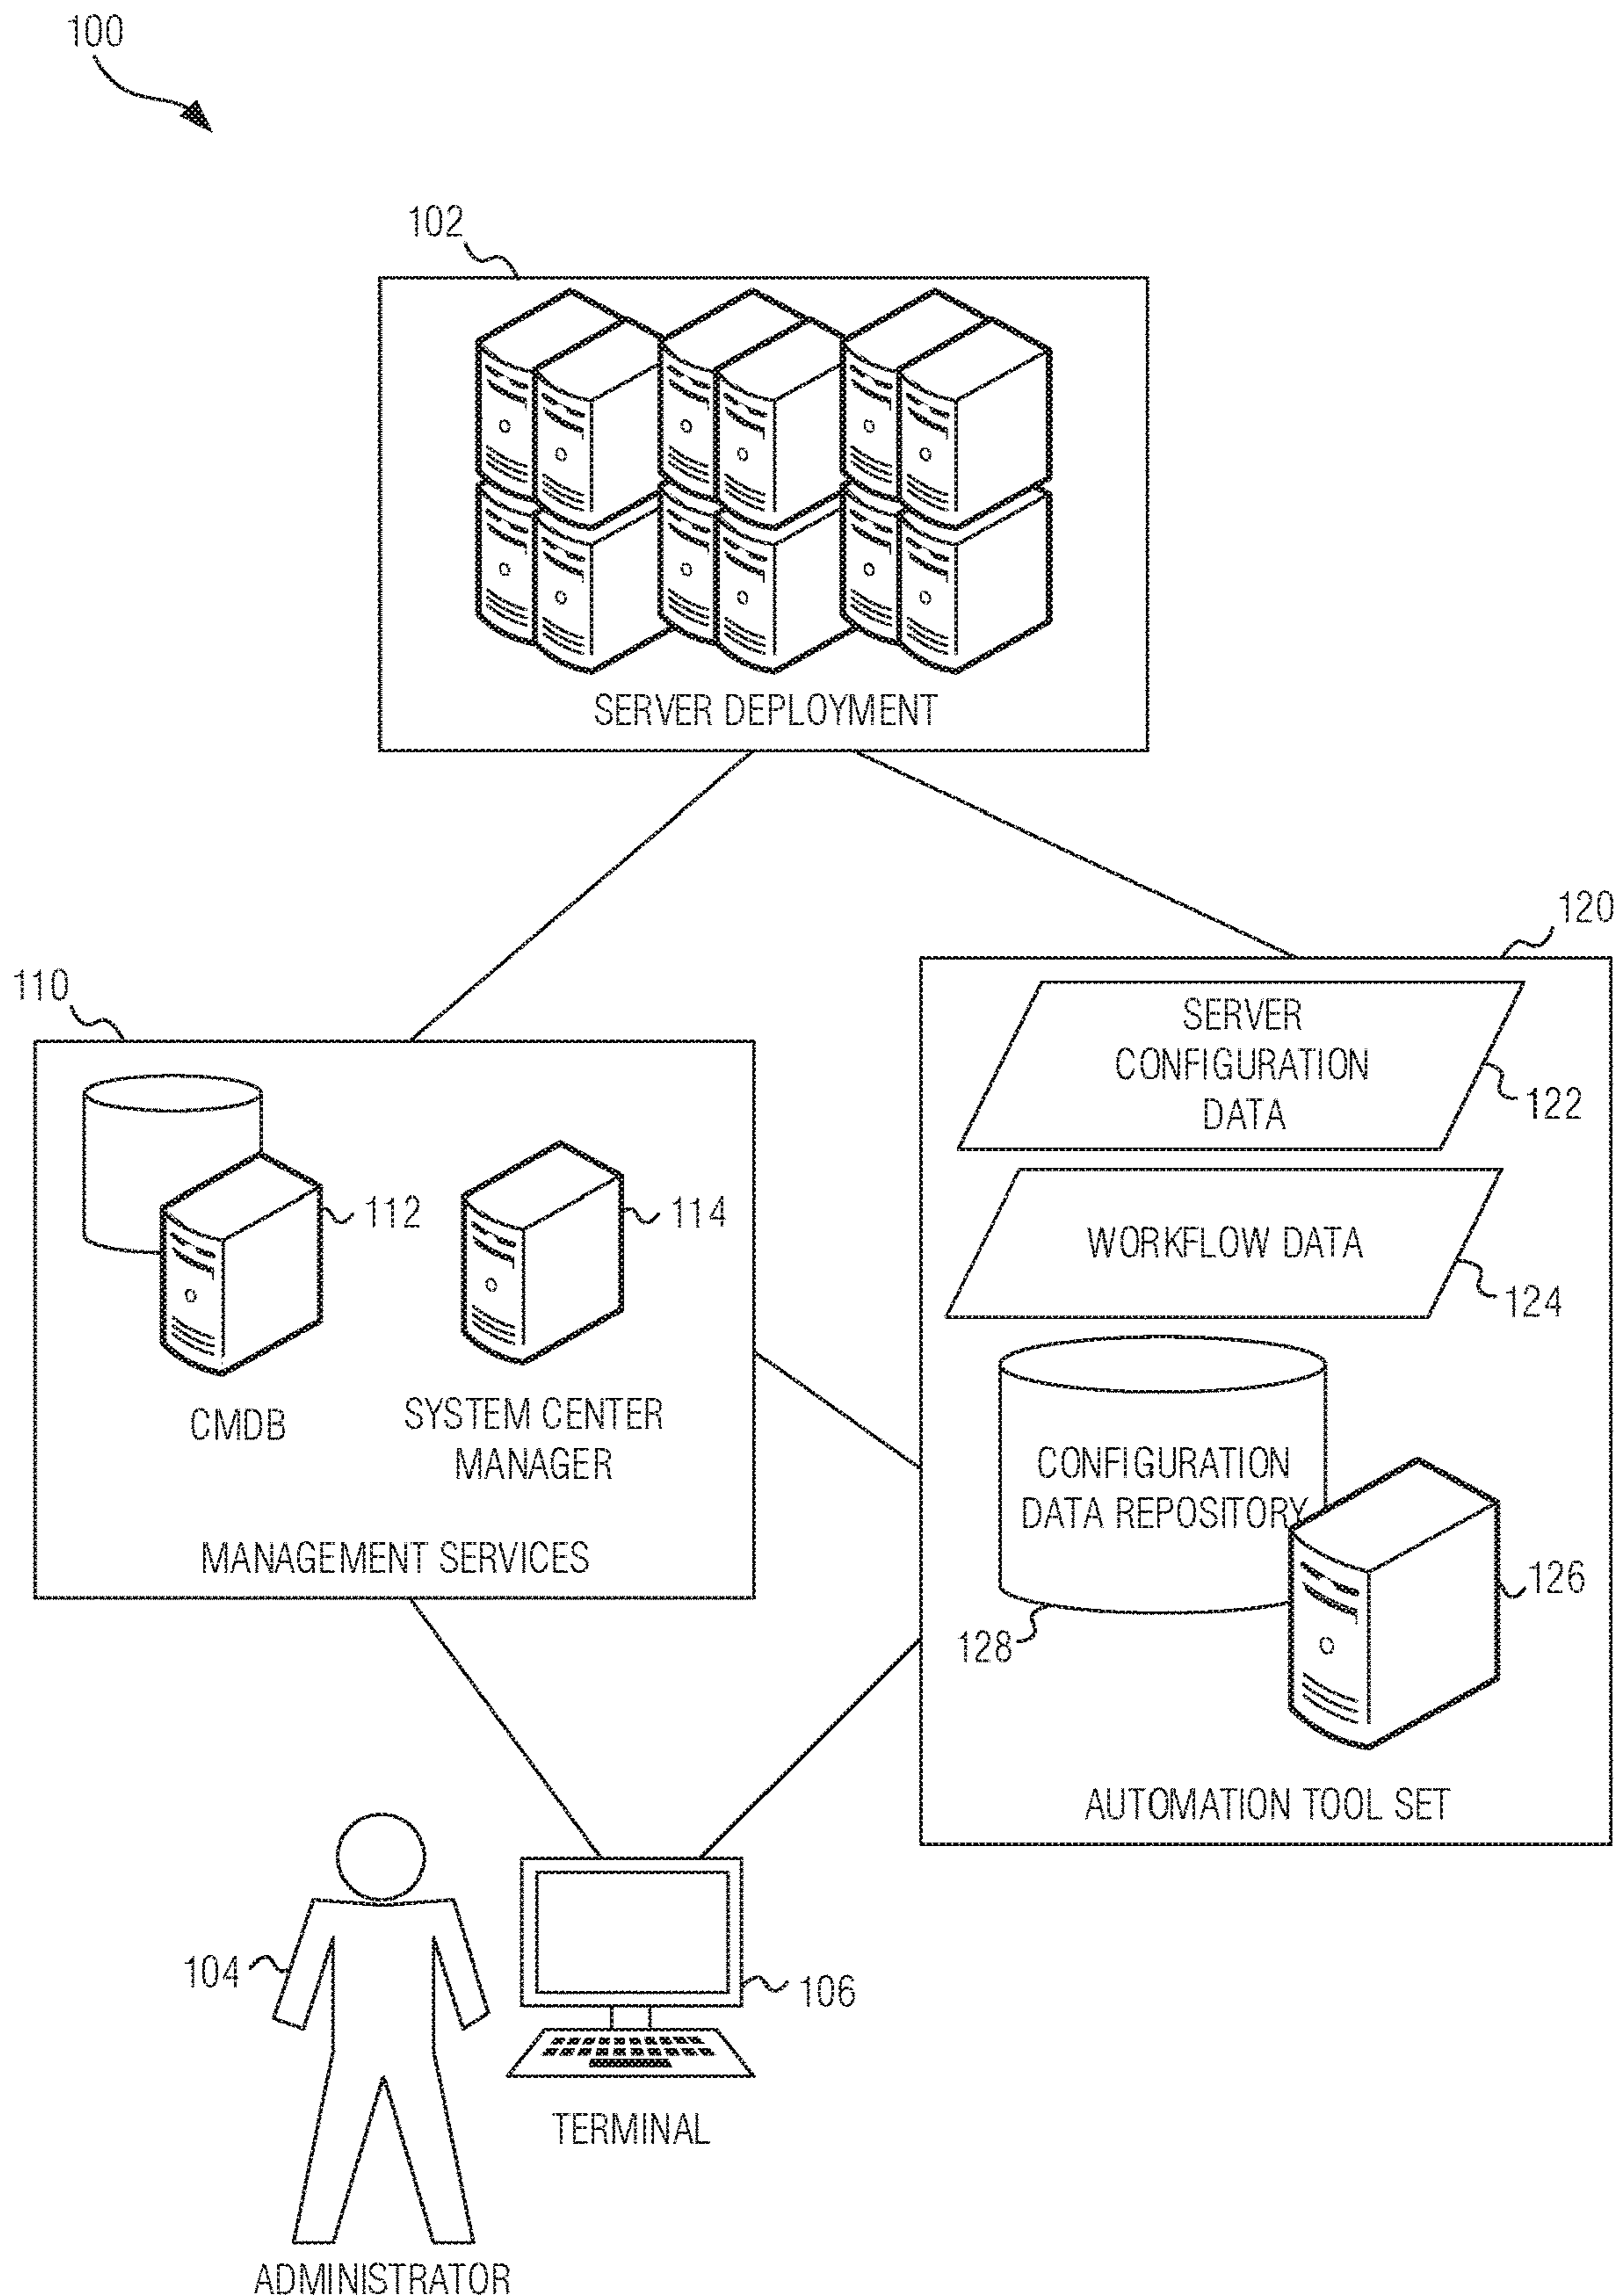 100
102
SERVER DEPLOYMENT
120
110
SERVER
CONFIGURATION
DATA
122
112
114
WORKFLOW DATA
124
CMDB
SYSTEM CENTER
MANAGER
CONFIGURATION
DATA REPOSITORY
MANAGEMENT SERVICES
126
128
AUTOMATION TOOL SET
104
106
TERMINAL
ADMINISTRATOR